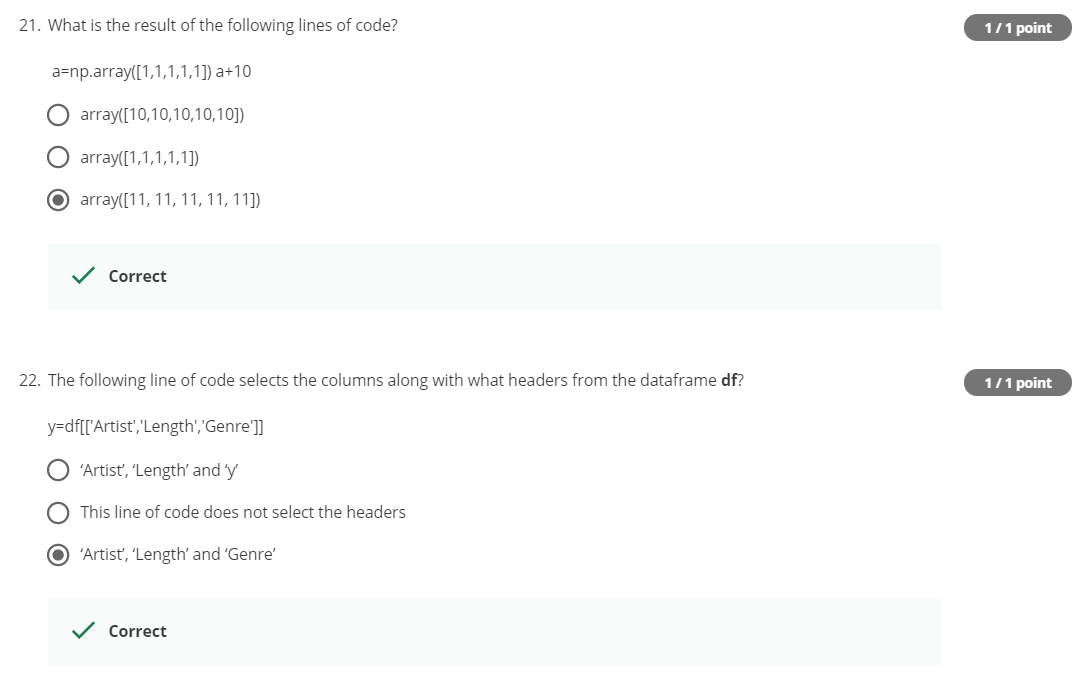 21. What is the result of the following lines of code?
1 / 1 point
a=np.array([1,1,1,1,1]) a+10
array([10,10,10,10,10])
array([1,1,1,1,1])
array([11, 11, 11, 11, 11])
Correct
22. The following line of code selects the columns along with what headers from the dataframe df?
1 / 1 point
y=df[['Artist','Length','Genre']]
‘Artist’, ‘Length’ and ‘y’
This line of code does not select the headers
‘Artist’, ‘Length’ and ‘Genre’
Correct